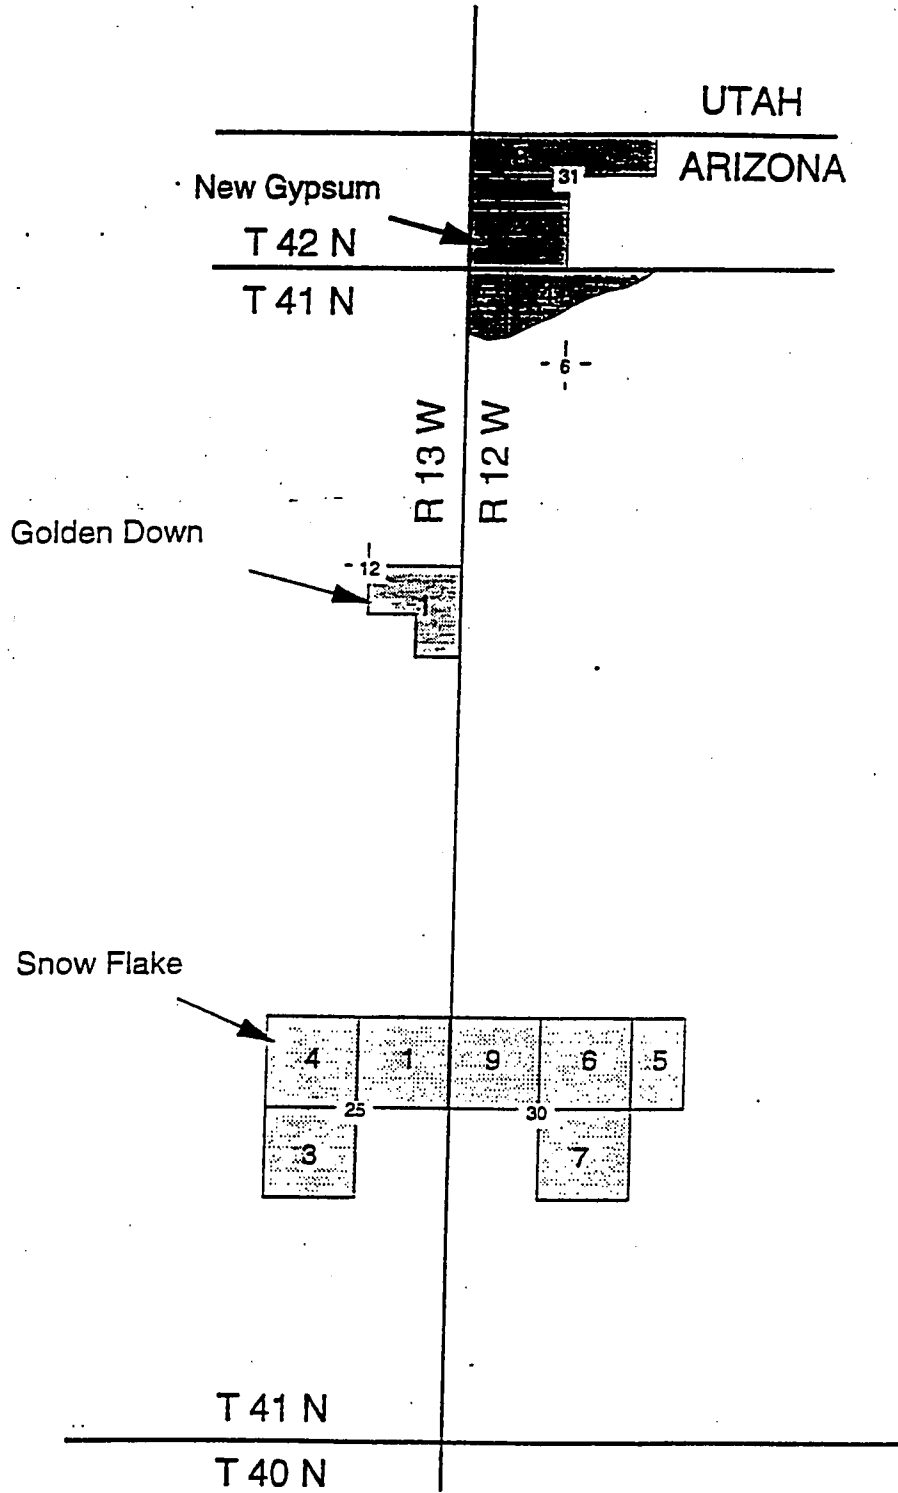 UTAH
ARIZONA
31
New Gypsum
T 42 N
T 41 N
6
R 13 W
R 12 W
Golden Down
12
1
Snow Flake
4
1
9
6
5
25
30
3
7
T 41 N
T 40 N